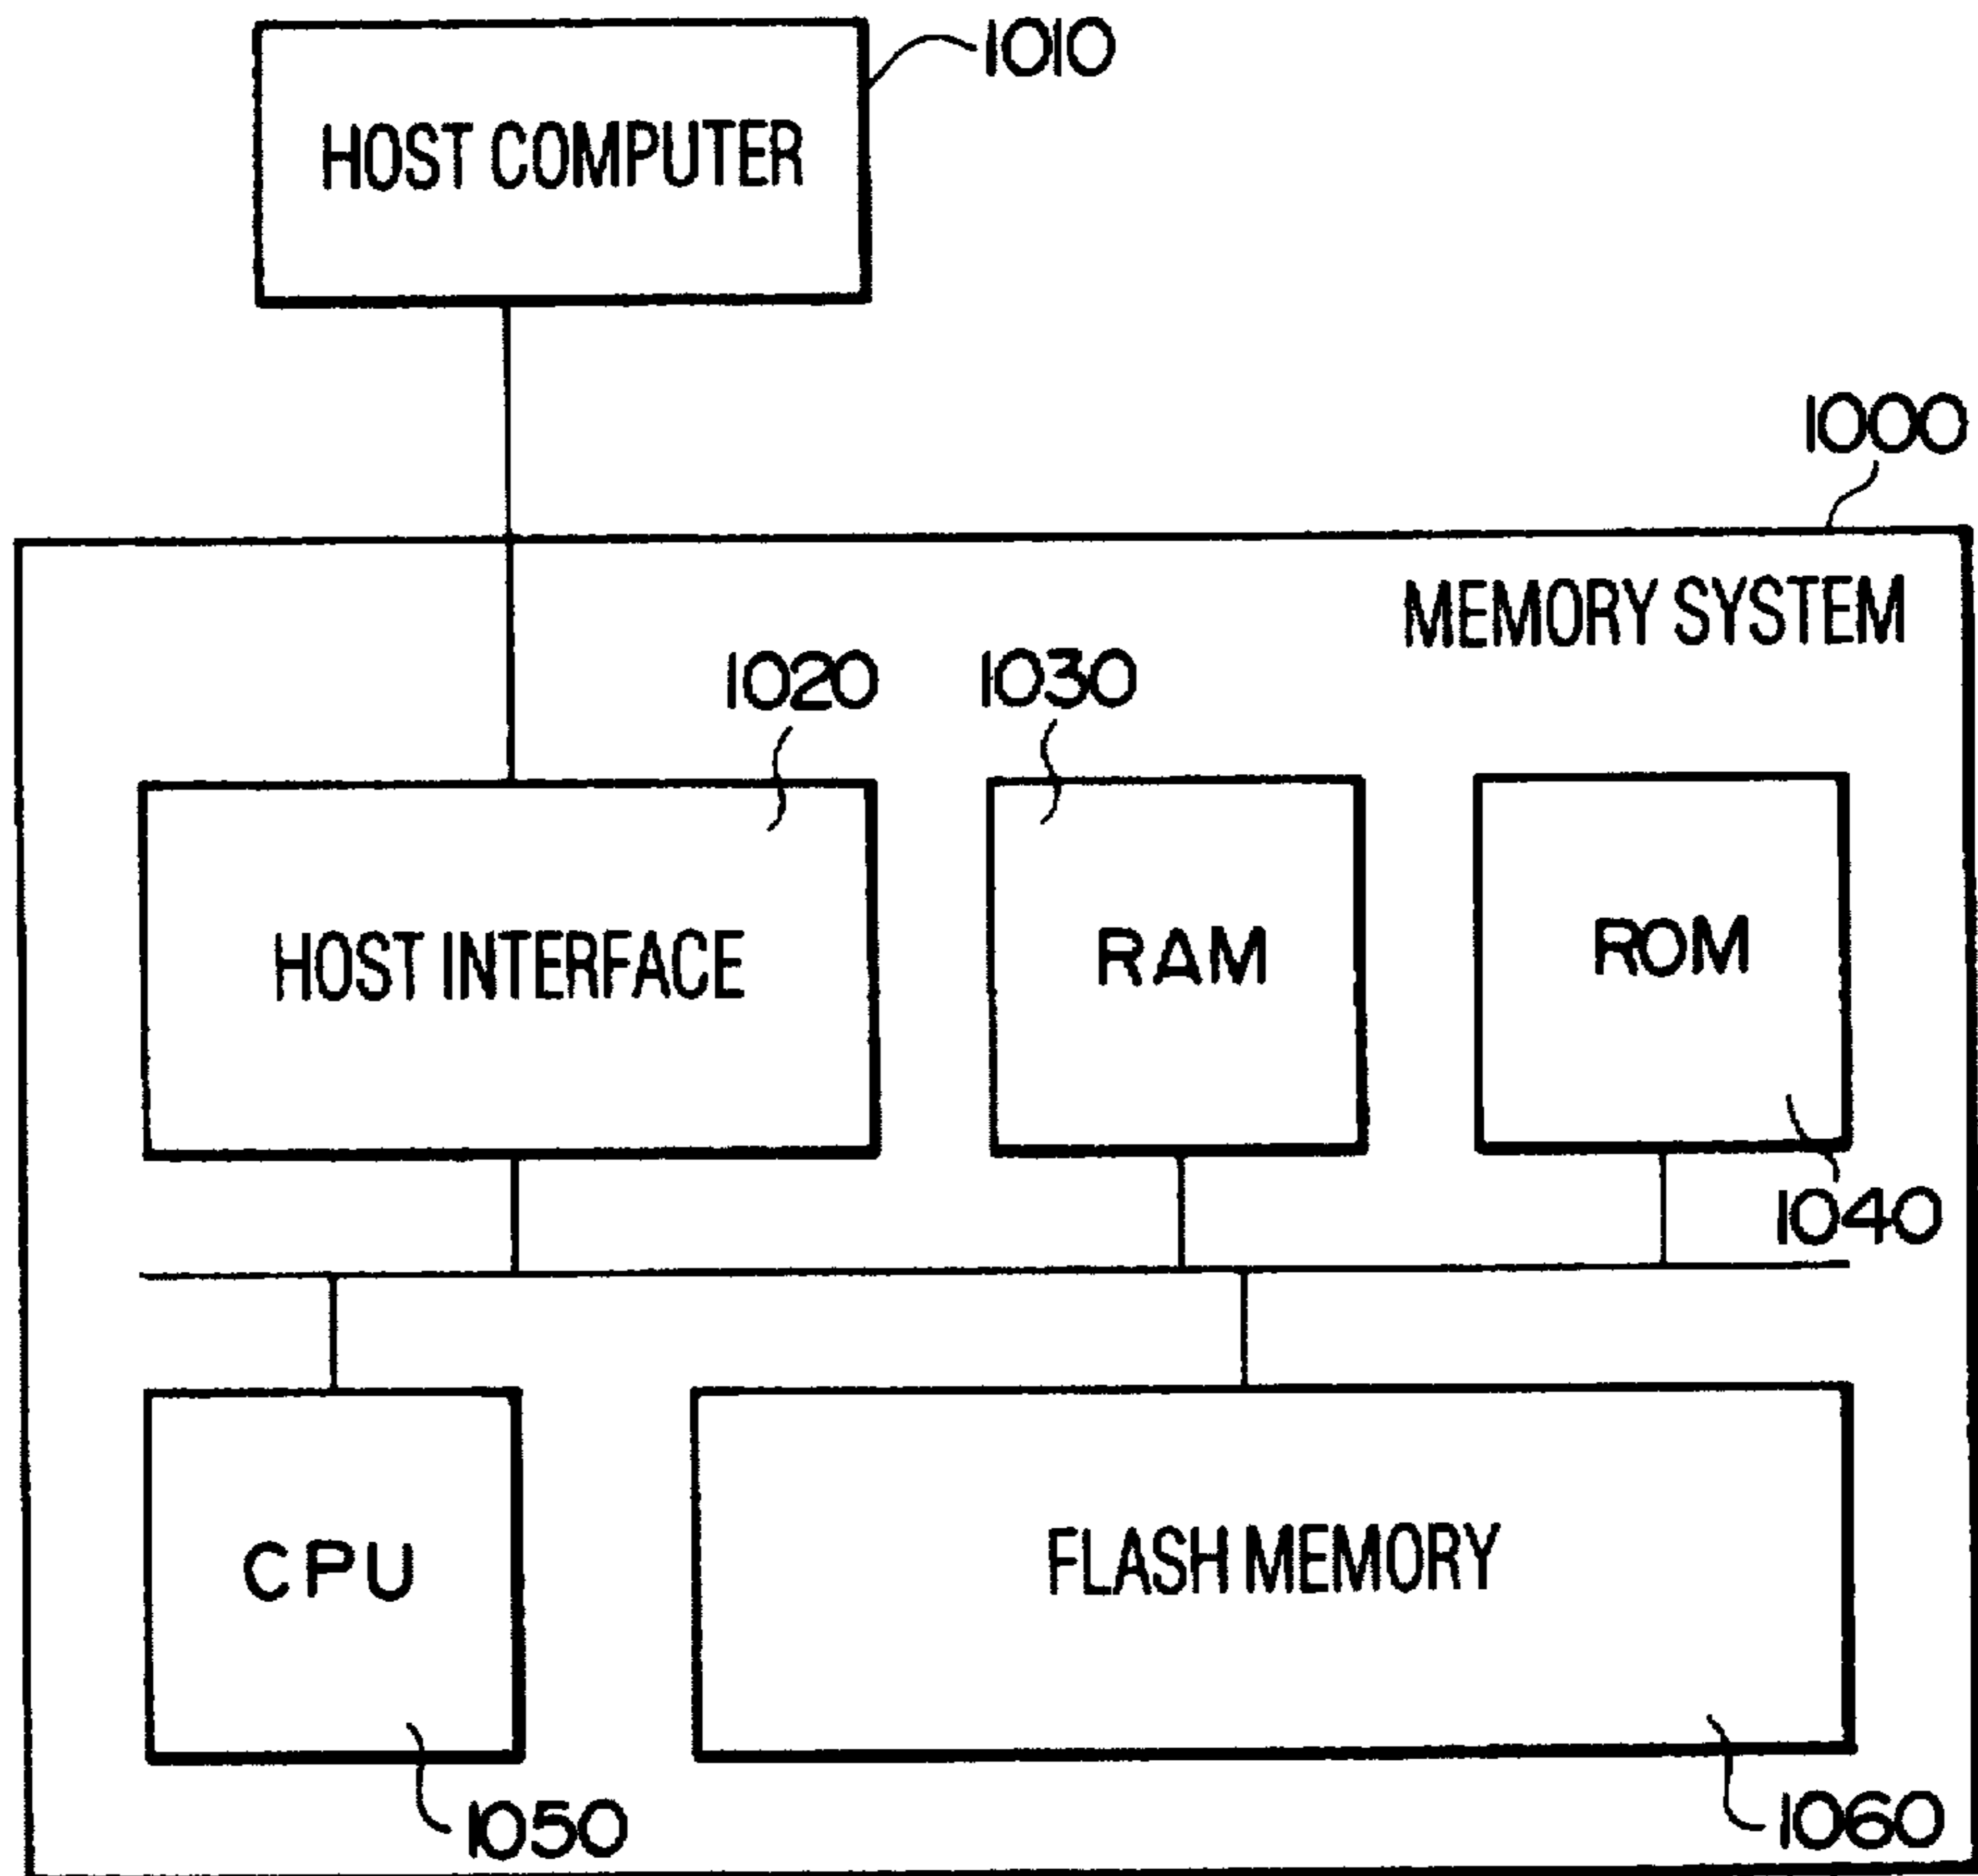 1010
HOST COMPUTER
1000
MEMORY SYSTEM
1020
1030
HOST INTERFACE
RAM
ROM
1040
CPU
FLASH MEMORY
1050
1060